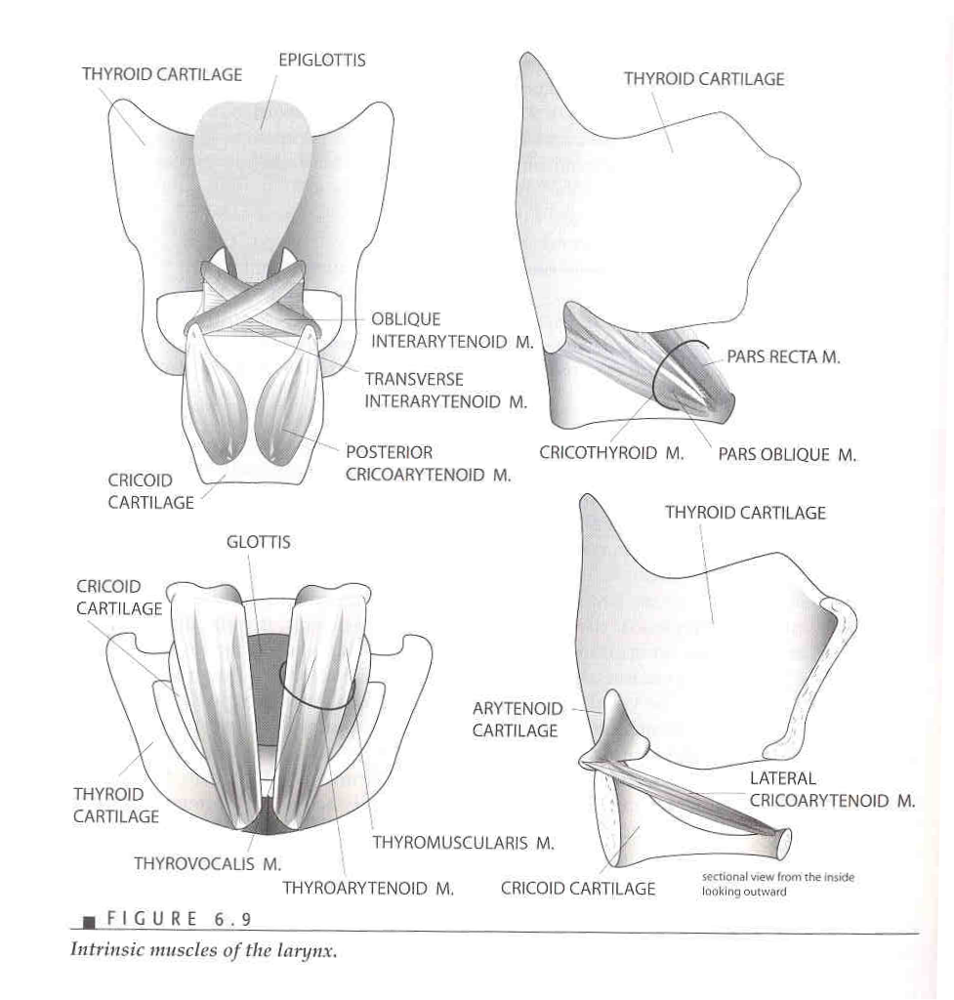 THYROID CARTILAGE
EPIGLOTTIS
OBLIQUE
INTERARYTENOID M.
TRANSVERSE
INTERARYTENOID M.
POSTERIOR
CRICOARYTENOID M.
CRICOID
CARTILAGE
THYROID CARTILAGE
PARS RECTA M.
CRICOTHYROID M.
PARS OBLIQUE M.
GLOTTIS
CRICOID
CARTILAGE
THYROID
CARTILAGE
THYROVOCALIS M.
THYROMUSCULARIS M.
THYROARYTENOID M.
THYROID CARTILAGE
ARYTENOID
CARTILAGE
LATERAL
CRICOARYTENOID M.
CRICOID CARTILAGE
sectional view from the inside
looking outward
FIGURE 6.9
Intrinsic muscles of the larynx.